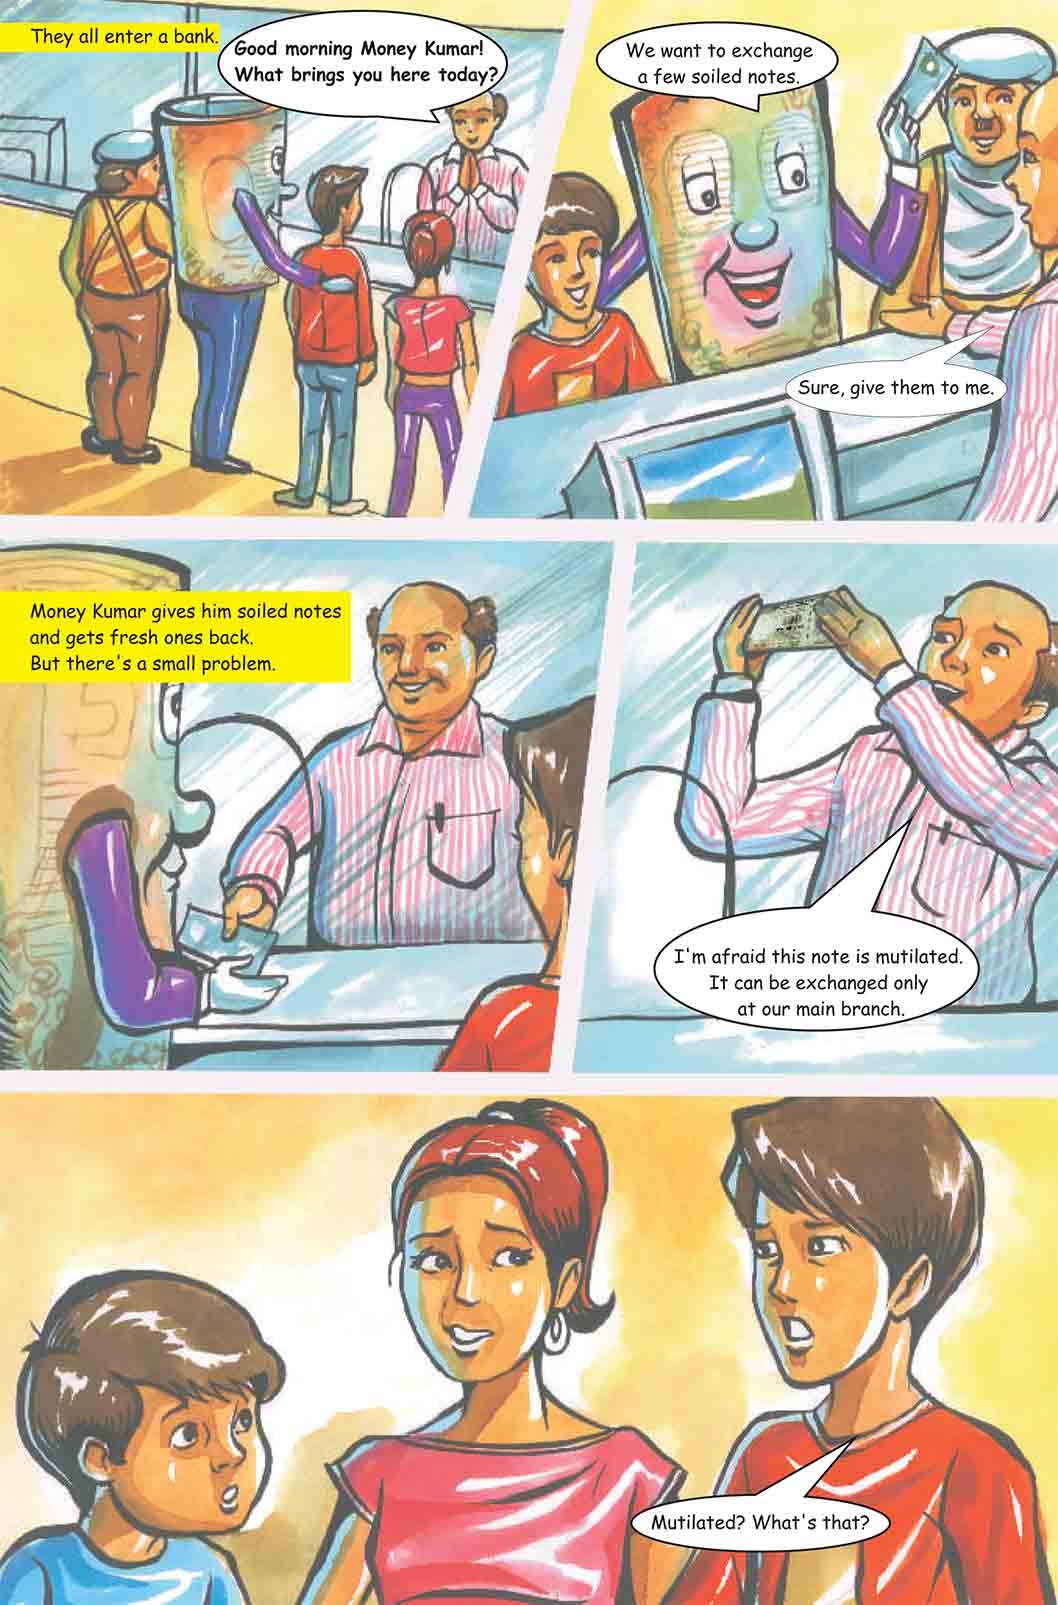 They all enter a bank.
Good morning Money Kumar!
What brings you here today?
We want to exchange
a few soiled notes.
Sure, give them to me.
Money Kumar gives him soiled notes
and gets fresh ones back.
But there's a small problem.
I'm afraid this note is mutilated.
It can be exchanged only
at our main branch.
Mutilated? What's that?